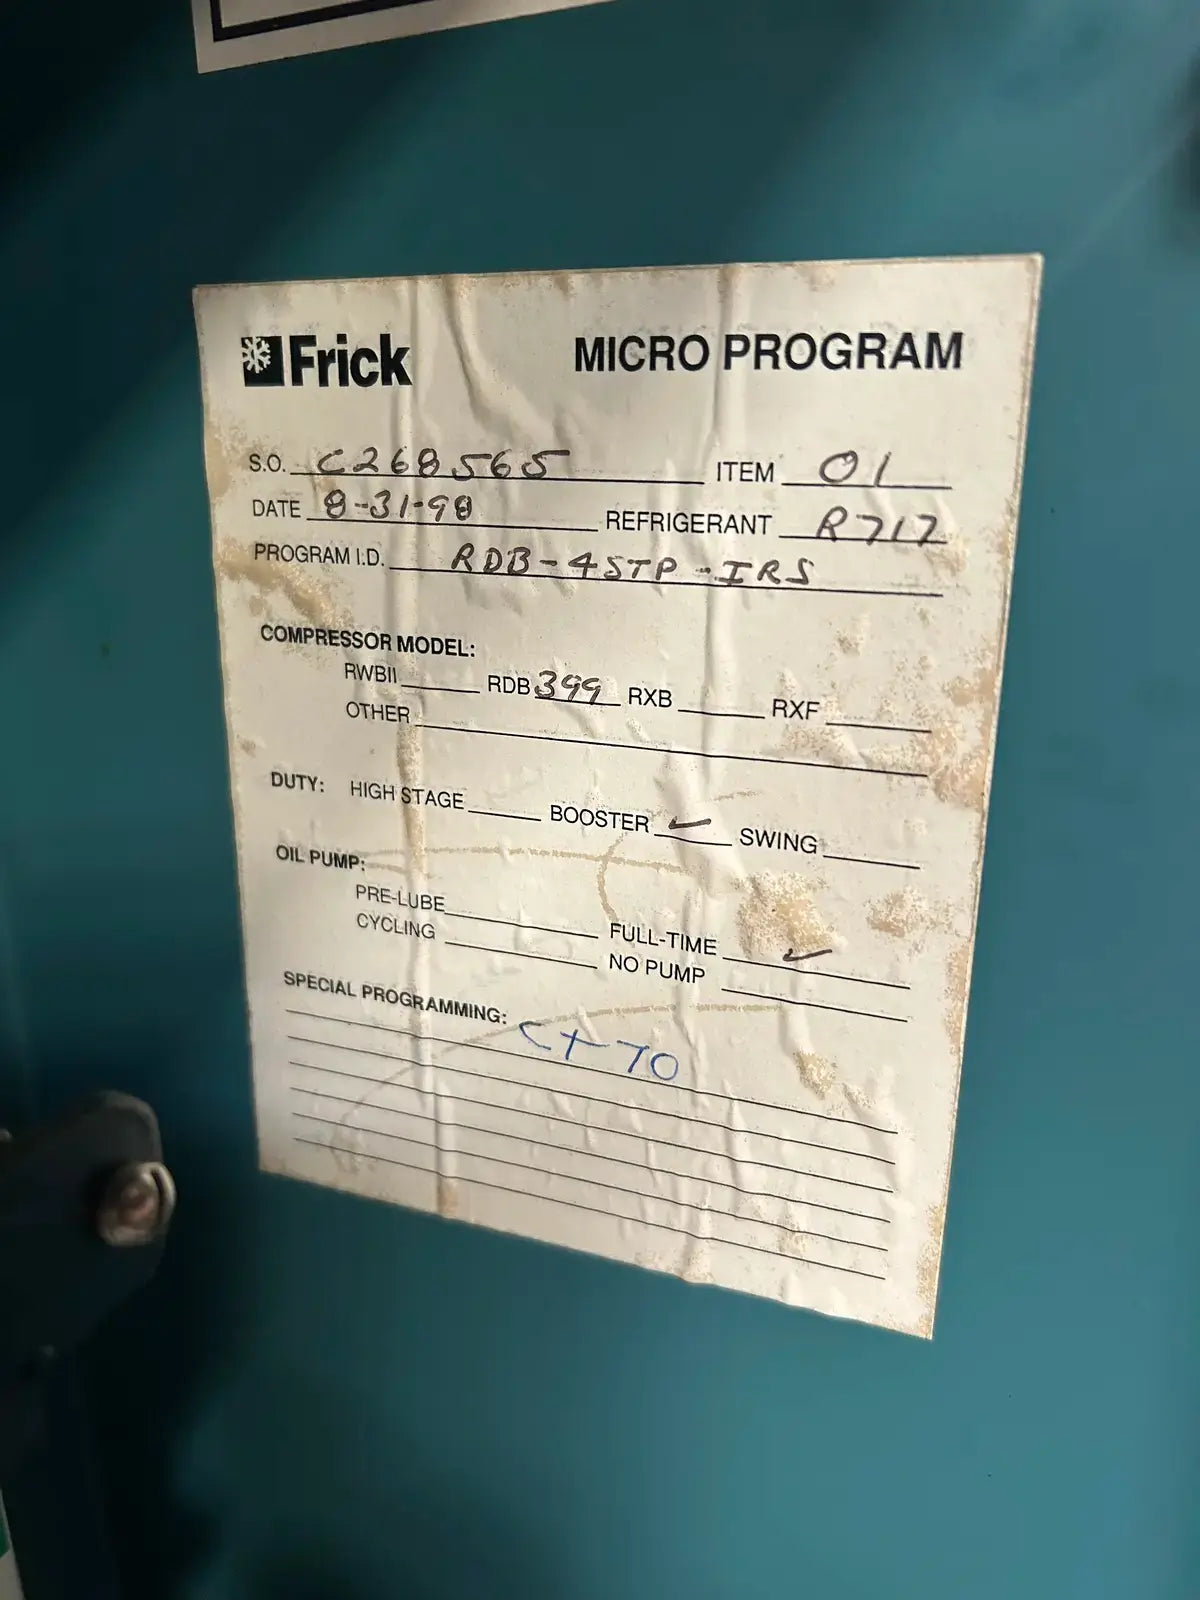 Frick MICRO PROGRAM
S.O. C268565 ITEM 01
DATE 8-31-98 REFRIGERANT R717
PROGRAM I.D. RDB-4STP-IRS
COMPRESSOR MODEL:
RWBII RDB 399 RXB RXF
OTHER
DUTY: HIGH STAGE BOOSTER ✓ SWING
OIL PUMP:
PRE-LUBE FULL-TIME ✓
CYCLING NO PUMP
SPECIAL PROGRAMMING: CT-70